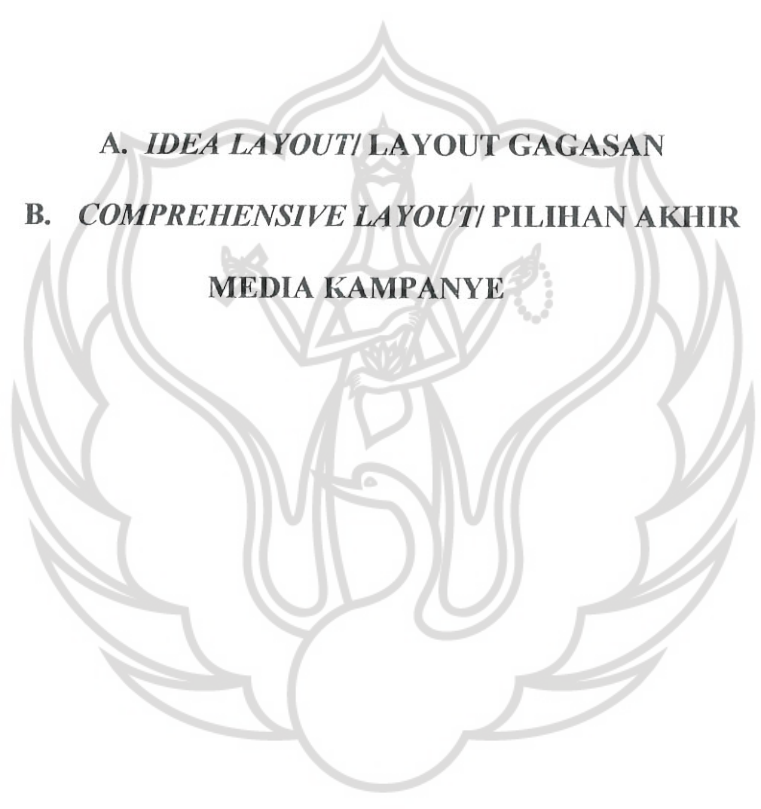 A. IDEA LAYOUT/ LAYOUT GAGASAN
B. COMPREHENSIVE LAYOUT/ PILIHAN AKHIR
MEDIA KAMPANYE